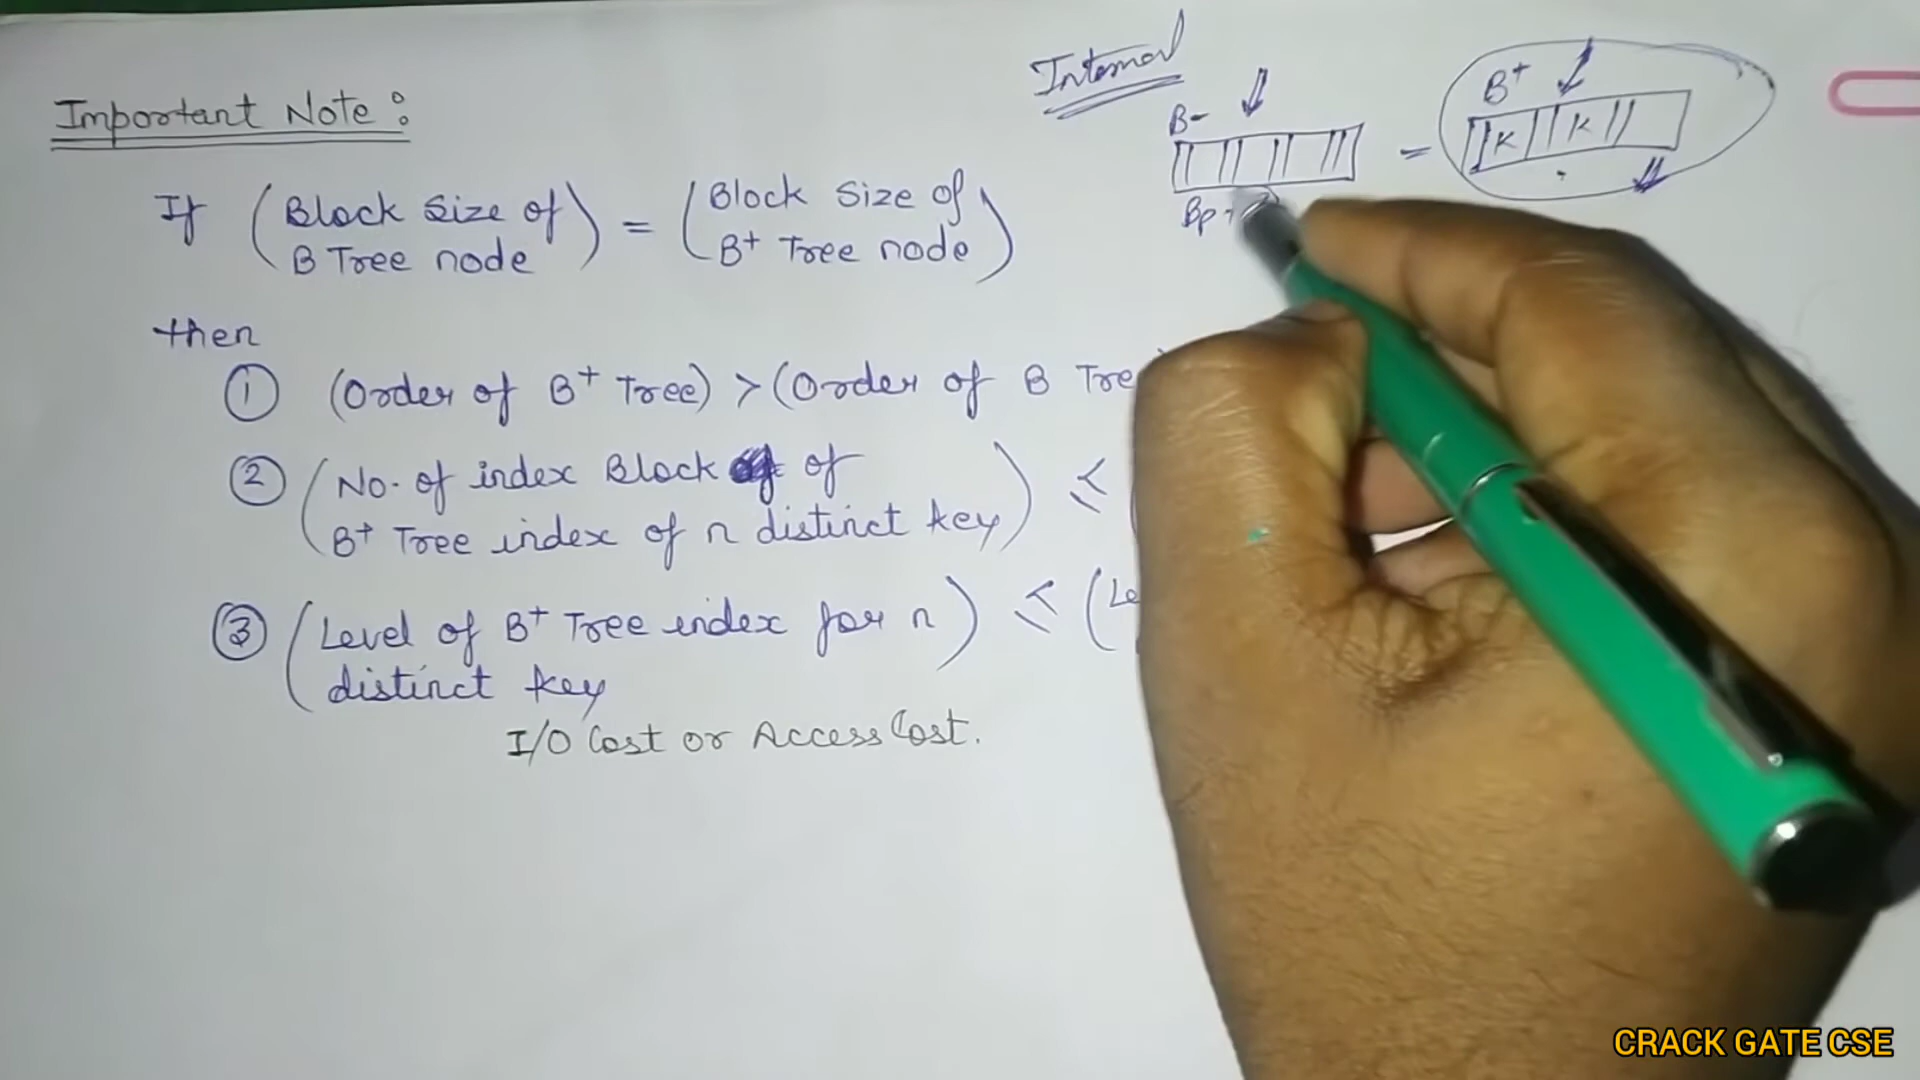 Important Note :
If (Block Size of B Tree node) = (Block Size of B+ Tree node)
then
① (Order of B+ Tree) > (Order of B Tre
② (No. of index Block of
B+ Tree index of n distinct key) ≤ (
③ (Level of B+ Tree index for n
distinct key) ≤ (Le
I/O Cost or Access Cost.
Internal
B-
Bp +
=
B+
K K
CRACK GATE CSE